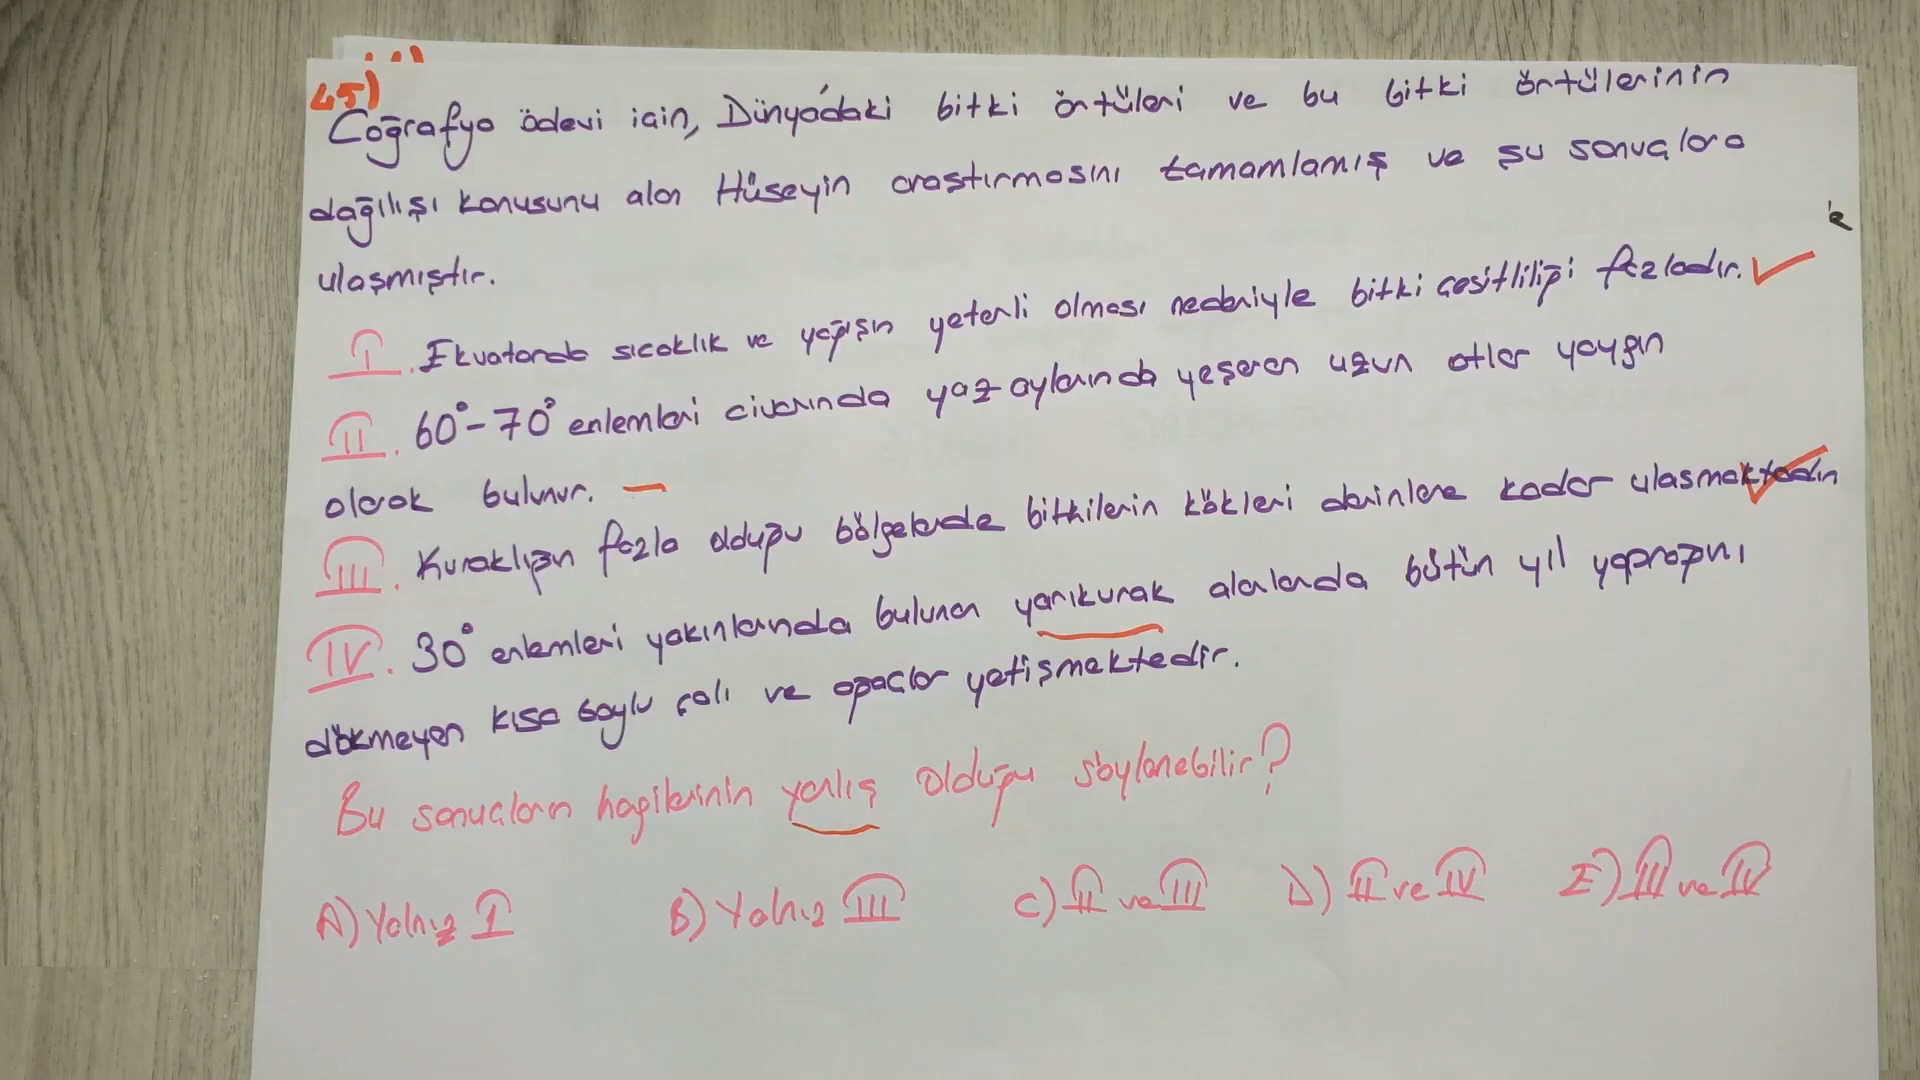 45)
Coğrafya ödevi için, Dünya'daki bitki örtüleri ve bu bitki örtülerinin
dağılışı konusunu alan Hüseyin araştırmasını tamamlamış ve şu sonuçlara
ulaşmıştır.
I. Ekvatorda sıcaklık ve yağışın yeterli olması nedeniyle bitki çeşitliliği fazladır.
II. 60°-70° enlemleri civarında yaz aylarında yeşeren uzun otlar yaygın
olarak bulunur.
III. Kuraklığın fazla olduğu bölgelerde bitkilerin kökleri derinlere kadar ulaşmaktadır
IV. 30° enlemleri yakınlarında bulunan yarıkurak alanlarda bütün yıl yaprağını
dökmeyen kısa boylu çalı ve ağaçlar yetişmektedir.
Bu sonuçların hangilerinin yanlış olduğu söylenebilir?
A) Yalnız I B) Yalnız III C) II ve III D) II ve IV E) III ve IV